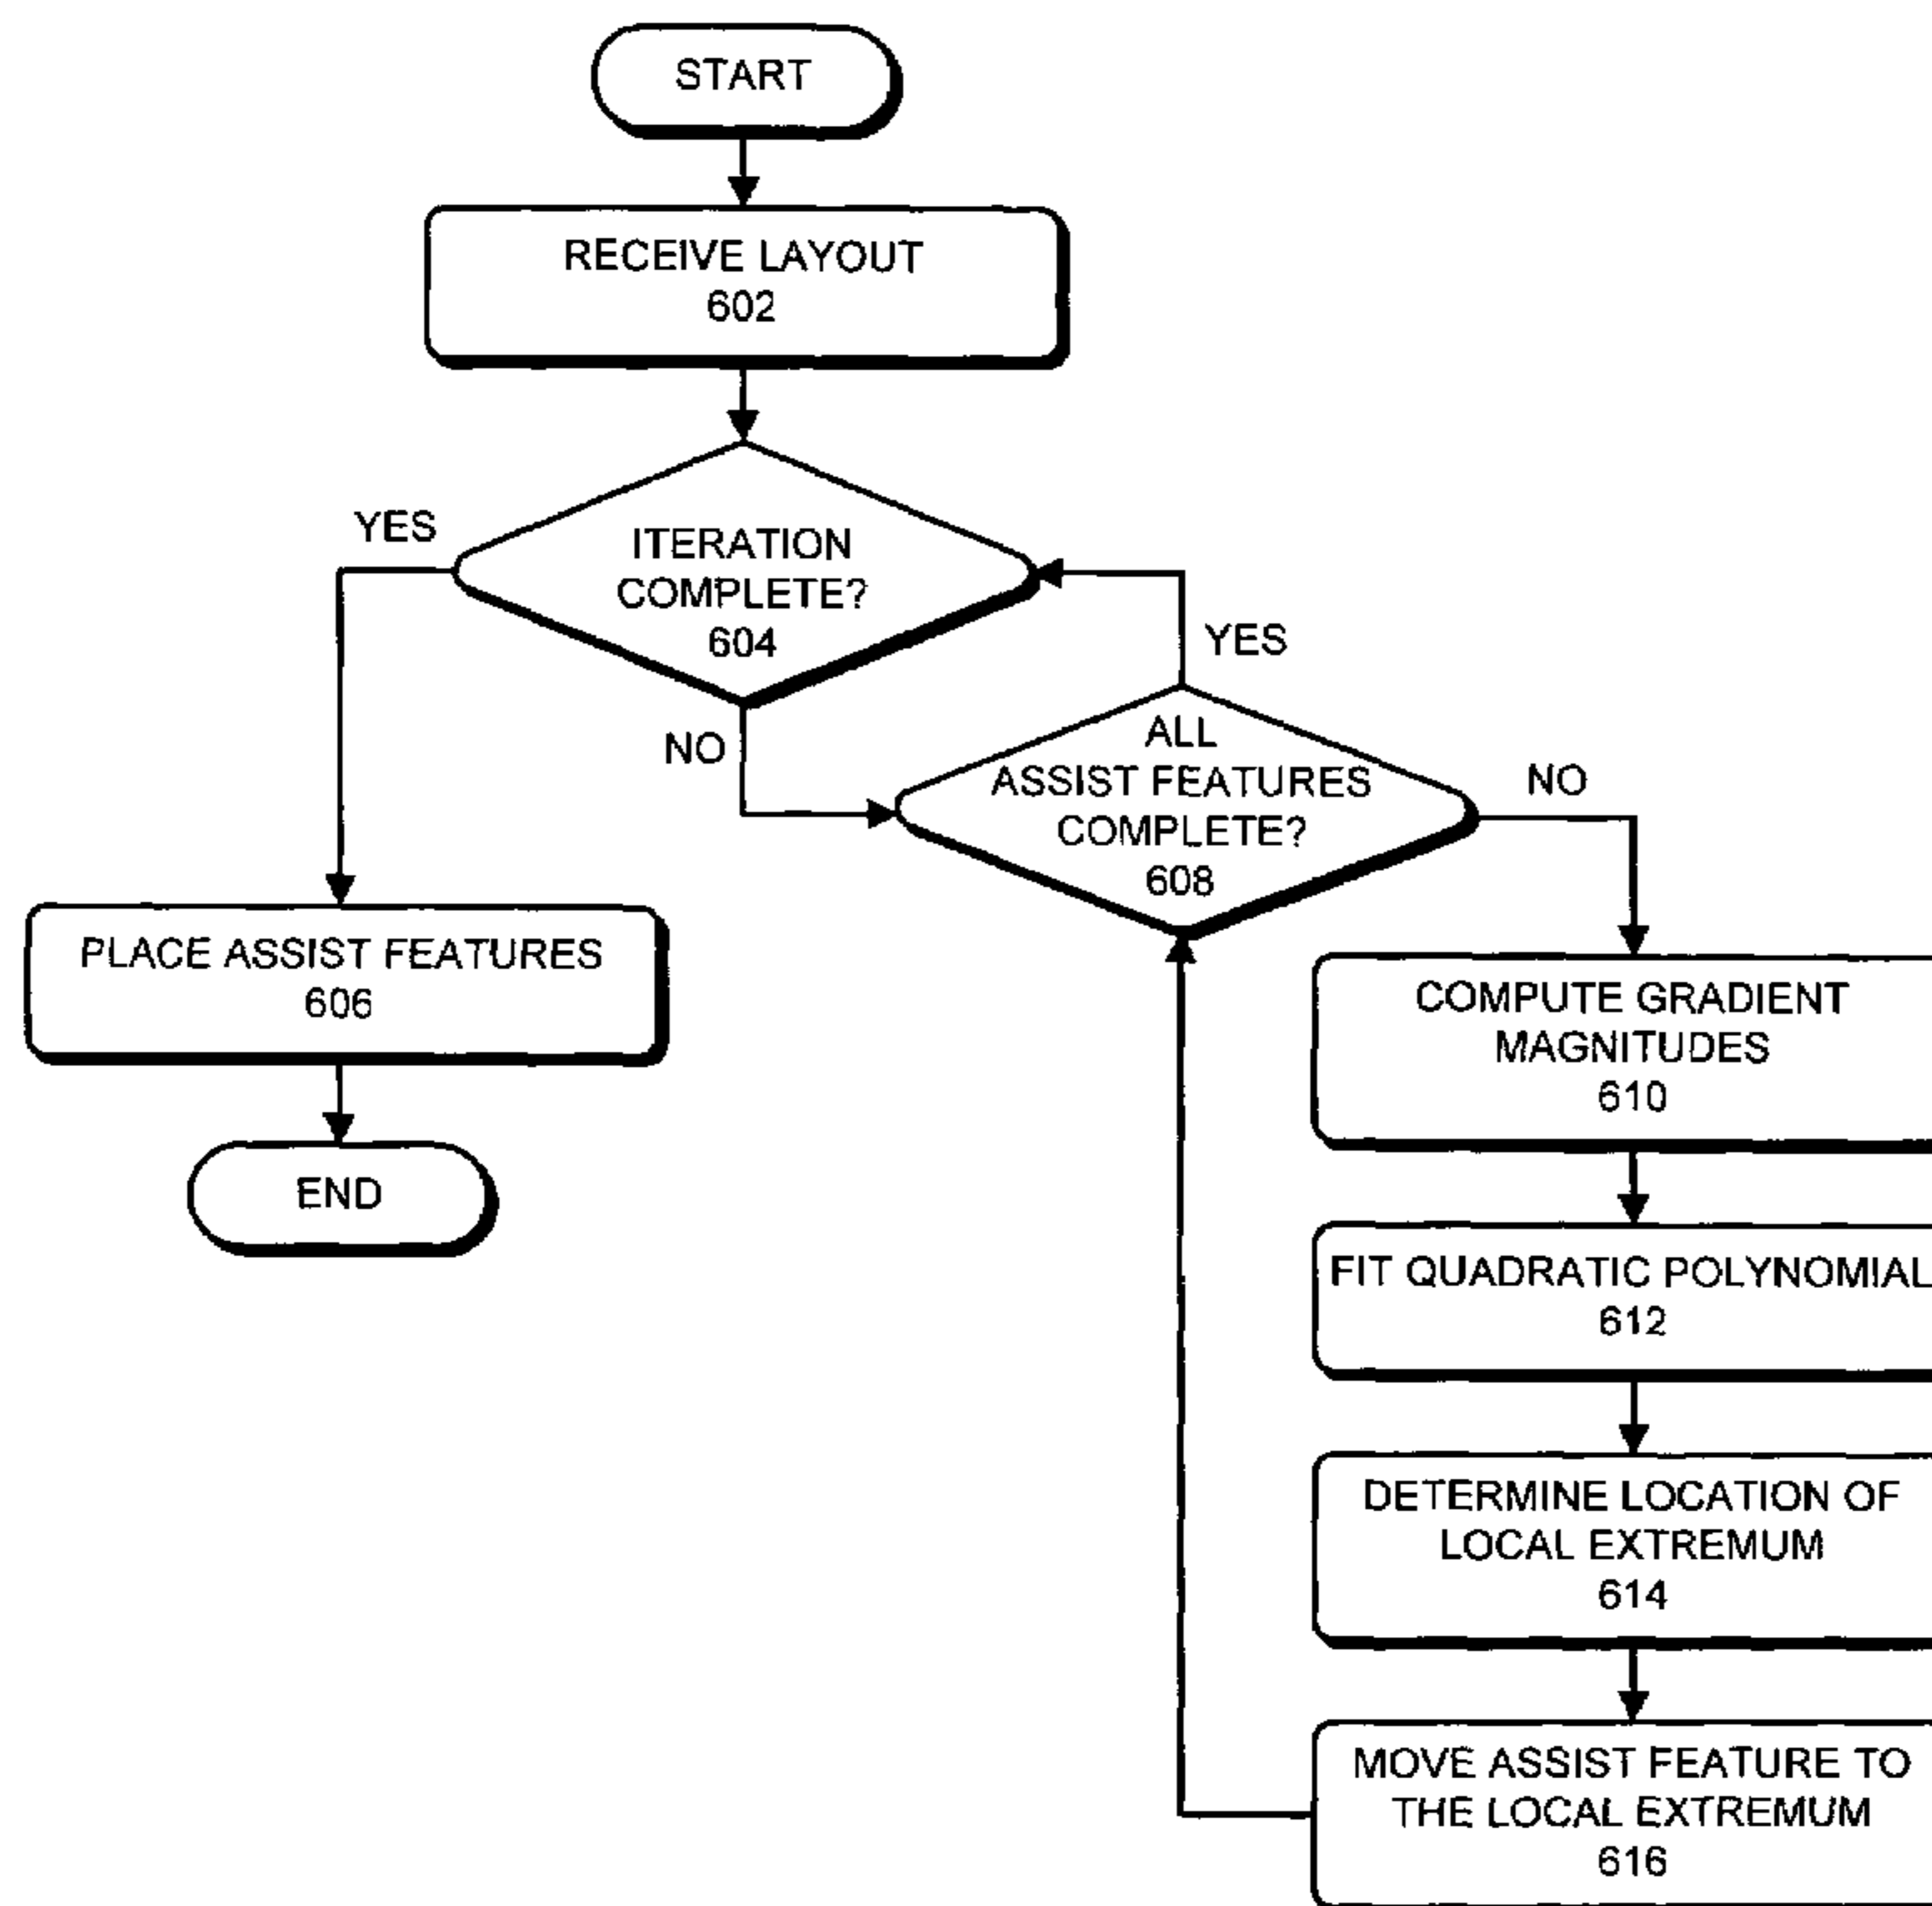 START
RECEIVE LAYOUT
602
YES
ITERATION
COMPLETE?
604
YES
NO
ALL
ASSIST FEATURES
COMPLETE?
608
NO
PLACE ASSIST FEATURES
606
END
COMPUTE GRADIENT
MAGNITUDES
610
FIT QUADRATIC POLYNOMIAL
612
DETERMINE LOCATION OF
LOCAL EXTREMUM
614
MOVE ASSIST FEATURE TO
THE LOCAL EXTREMUM
616